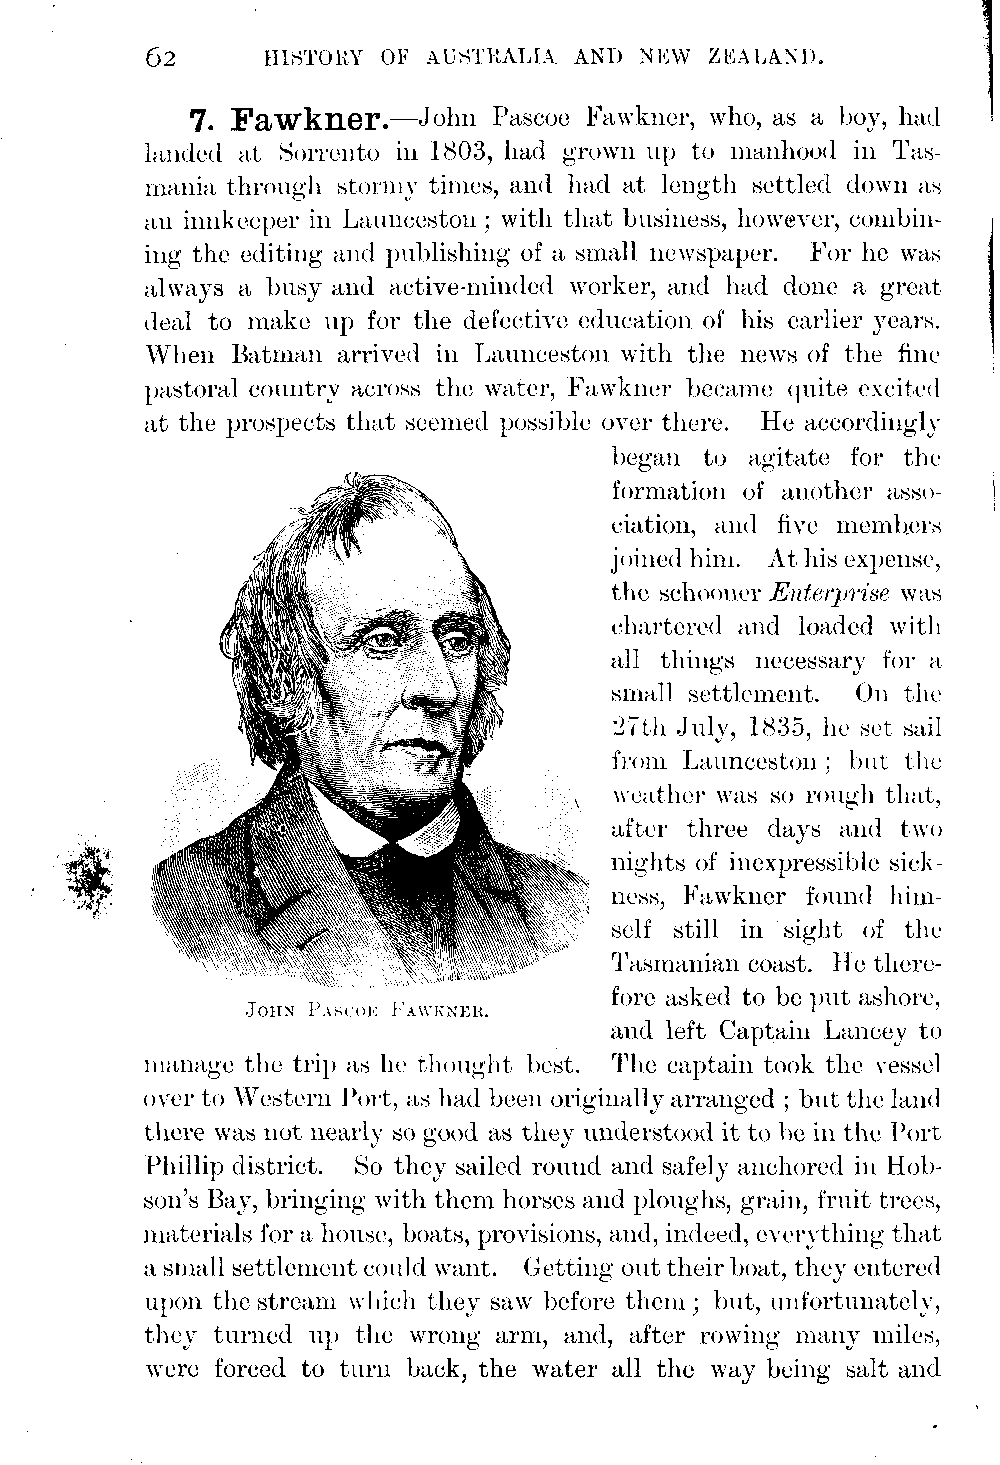 62 HISTORY OF AUSTRALIA AND NEW ZEALAND.
7. Fawkner.—John Pascoe Fawkner, who, as a boy, had
landed at Sorrento in 1803, had grown up to manhood in Tas-
mania through stormy times, and had at length settled down as
an innkeeper in Launceston; with that business, however, combin-
ing the editing and publishing of a small newspaper. For he was
always a busy and active-minded worker, and had done a great
deal to make up for the defective education of his earlier years.
When Batman arrived in Launceston with the news of the fine
pastoral country across the water, Fawkner became quite excited
at the prospects that seemed possible over there. He accordingly
began to agitate for the
formation of another asso-
ciation, and five members
joined him. At his expense,
the schooner Enterprise was
chartered and loaded with
all things necessary for a
small settlement. On the
27th July, 1835, he set sail
from Launceston; but the
weather was so rough that,
after three days and two
nights of inexpressible sick-
ness, Fawkner found him-
self still in sight of the
Tasmanian coast. He there-
fore asked to be put ashore,
and left Captain Lancey to
JOHN PASCOE FAWKNER.
manage the trip as he thought best. The captain took the vessel
over to Western Port, as had been originally arranged; but the land
there was not nearly so good as they understood it to be in the Port
Phillip district. So they sailed round and safely anchored in Hob-
son's Bay, bringing with them horses and ploughs, grain, fruit trees,
materials for a house, boats, provisions, and, indeed, everything that
a small settlement could want. Getting out their boat, they entered
upon the stream which they saw before them; but, unfortunately,
they turned up the wrong arm, and, after rowing many miles,
were forced to turn back, the water all the way being salt and